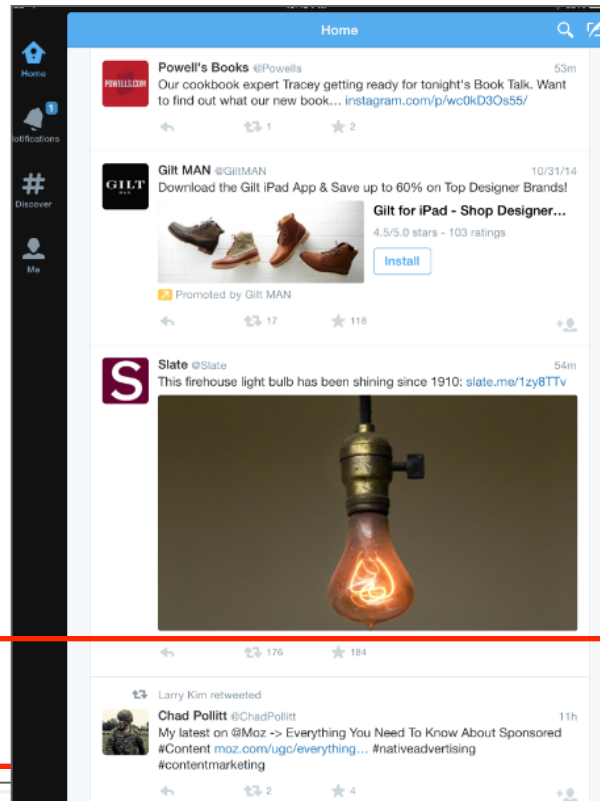 Home
Home
1
Notifications
Discover
Me
POWELLS.COM
Powell's Books @Powells 53m
Our cookbook expert Tracey getting ready for tonight's Book Talk. Want
to find out what our new book... instagram.com/p/wc0kD3Os55/
1 2
GILT
MAN
Gilt MAN @GiltMAN 10/31/14
Download the Gilt iPad App & Save up to 60% on Top Designer Brands!
Gilt for iPad - Shop Designer...
4.5/5.0 stars - 103 ratings
Install
Promoted by Gilt MAN
17 116
S
Slate @Slate 54m
This firehouse light bulb has been shining since 1910: slate.me/1zy8TTv
176 184
Larry Kim retweeted
Chad Pollitt @ChadPollitt 11h
My latest on @Moz -> Everything You Need To Know About Sponsored
#Content moz.com/ugc/everything... #nativeadvertising
#contentmarketing
2 4